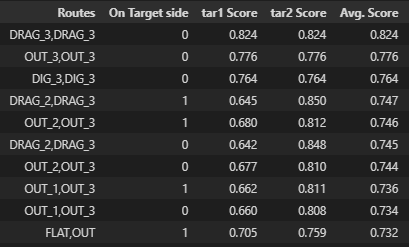 Routes On Target side tar1 Score tar2 Score Avg. Score
DRAG_3,DRAG_3 0 0.824 0.824 0.824
OUT_3,OUT_3 0 0.776 0.776 0.776
DIG_3,DIG_3 0 0.764 0.764 0.764
DRAG_2,DRAG_3 1 0.645 0.850 0.747
OUT_2,OUT_3 1 0.680 0.812 0.746
DRAG_2,DRAG_3 0 0.642 0.848 0.745
OUT_2,OUT_3 0 0.677 0.810 0.744
OUT_1,OUT_3 1 0.662 0.811 0.736
OUT_1,OUT_3 0 0.660 0.808 0.734
FLAT,OUT 1 0.705 0.759 0.732